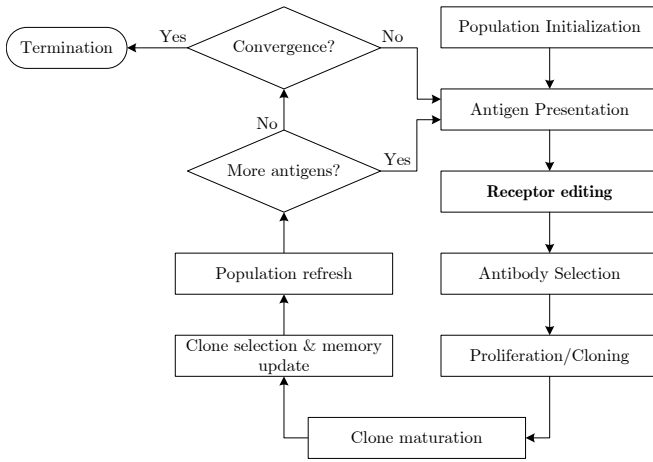 Termination
Yes
Convergence?
No
Population Initialization
Antigen Presentation
No
More antigens?
Yes
Receptor editing
Population refresh
Antibody Selection
Clone selection & memory
update
Proliferation/Cloning
Clone maturation